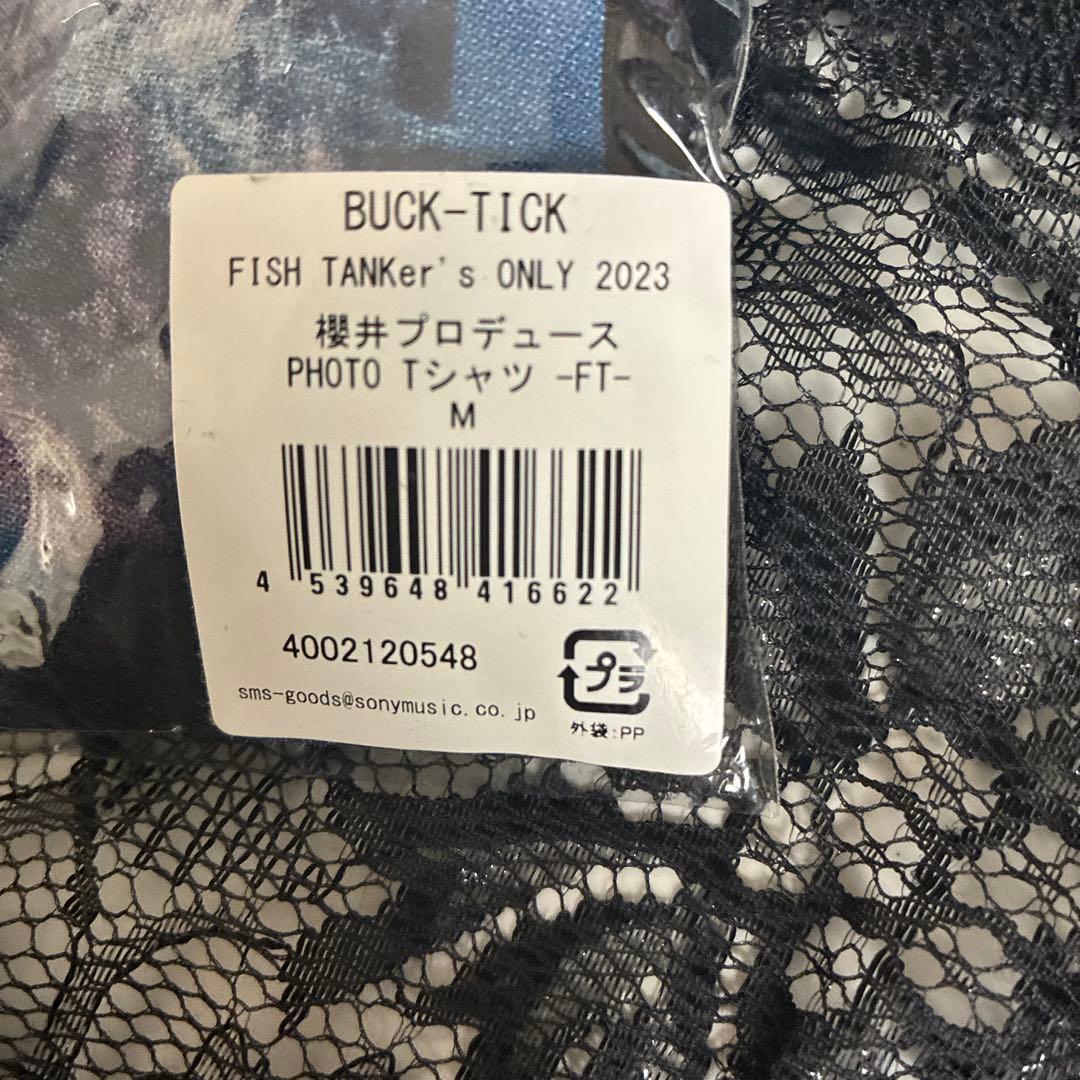 BUCK-TICK
FISH TANKer's ONLY 2023
櫻井プロデュース
PHOTO Tシャツ -FT-
M
4 539648 416622
4002120548
プラ
sms-goods@sonymusic.co.jp
外袋:PP